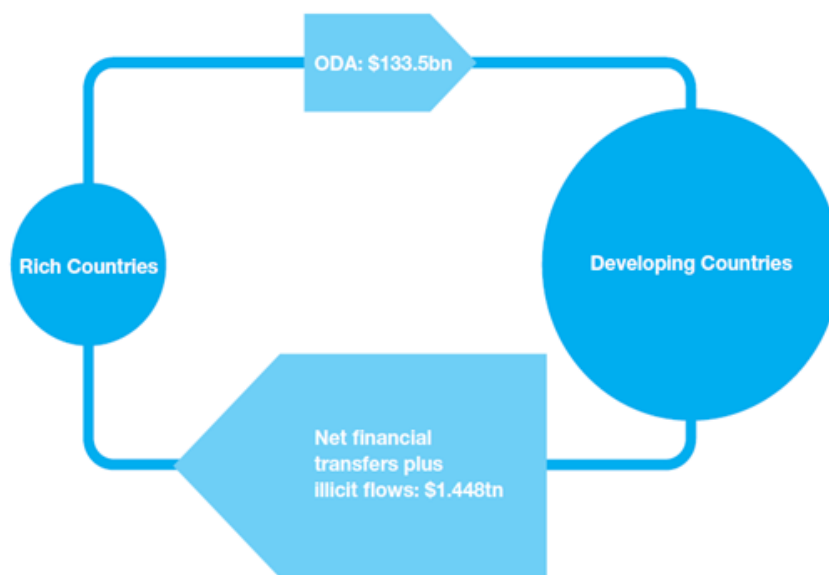 ODA: $133.5bn
Rich Countries
Developing Countries
Net financial
transfers plus
illicit flows: $1.448tn